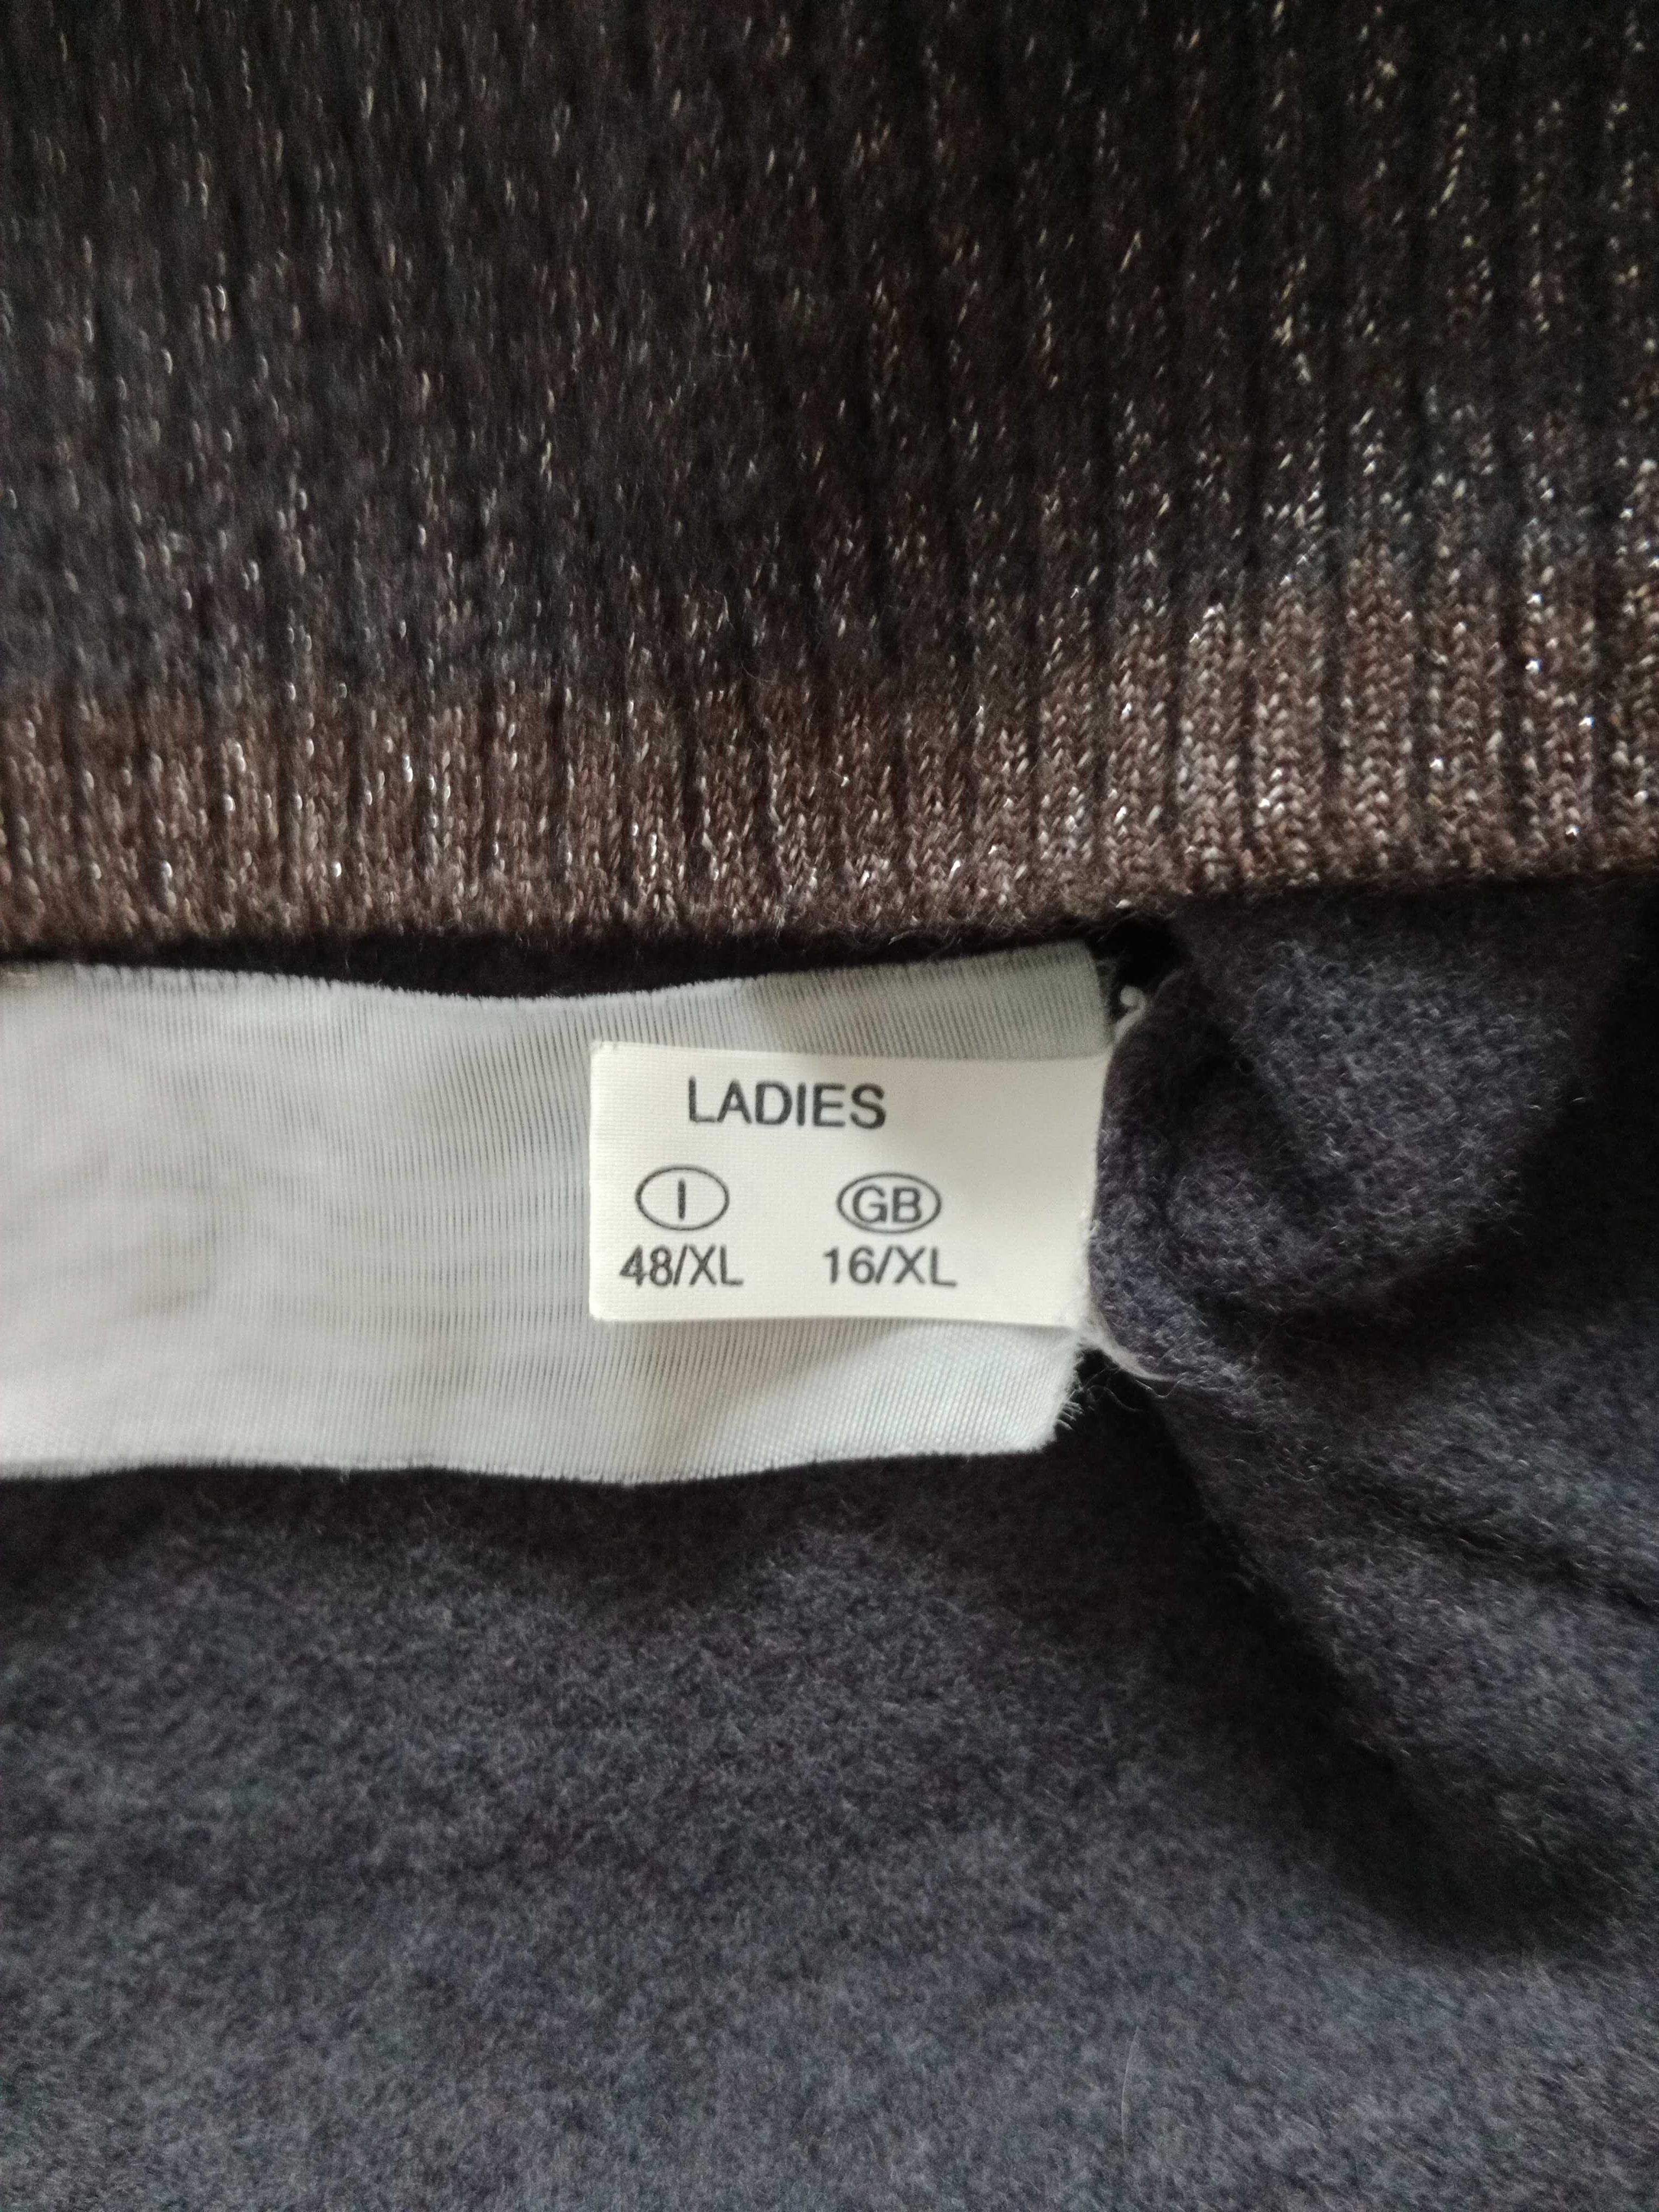 LADIES
I GB
48/XL 16/XL